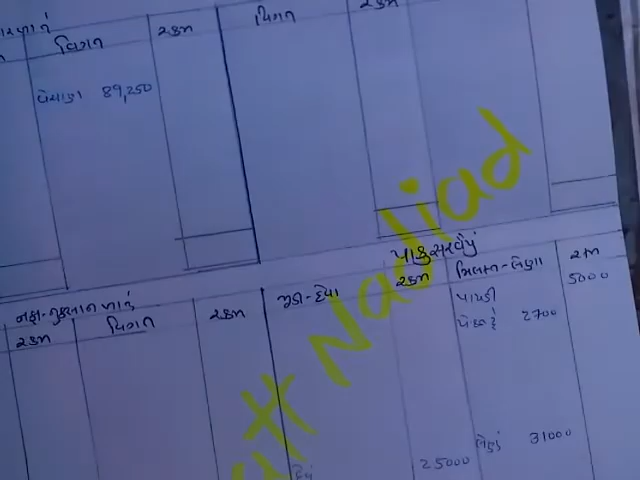 વિગત
રકમ
વિગત
રકમ
વેચાણ 89,250
પાકુ સરવૈયું
નફા-નુકસાન ખાતું
રકમ
વિગત
રકમ
મૂડી-દેવા
રકમ
મિલકત-લેણાં
રકમ
પાઘડી
5000
2700
લેણાં 31000
દેવું 25000
Nadiad